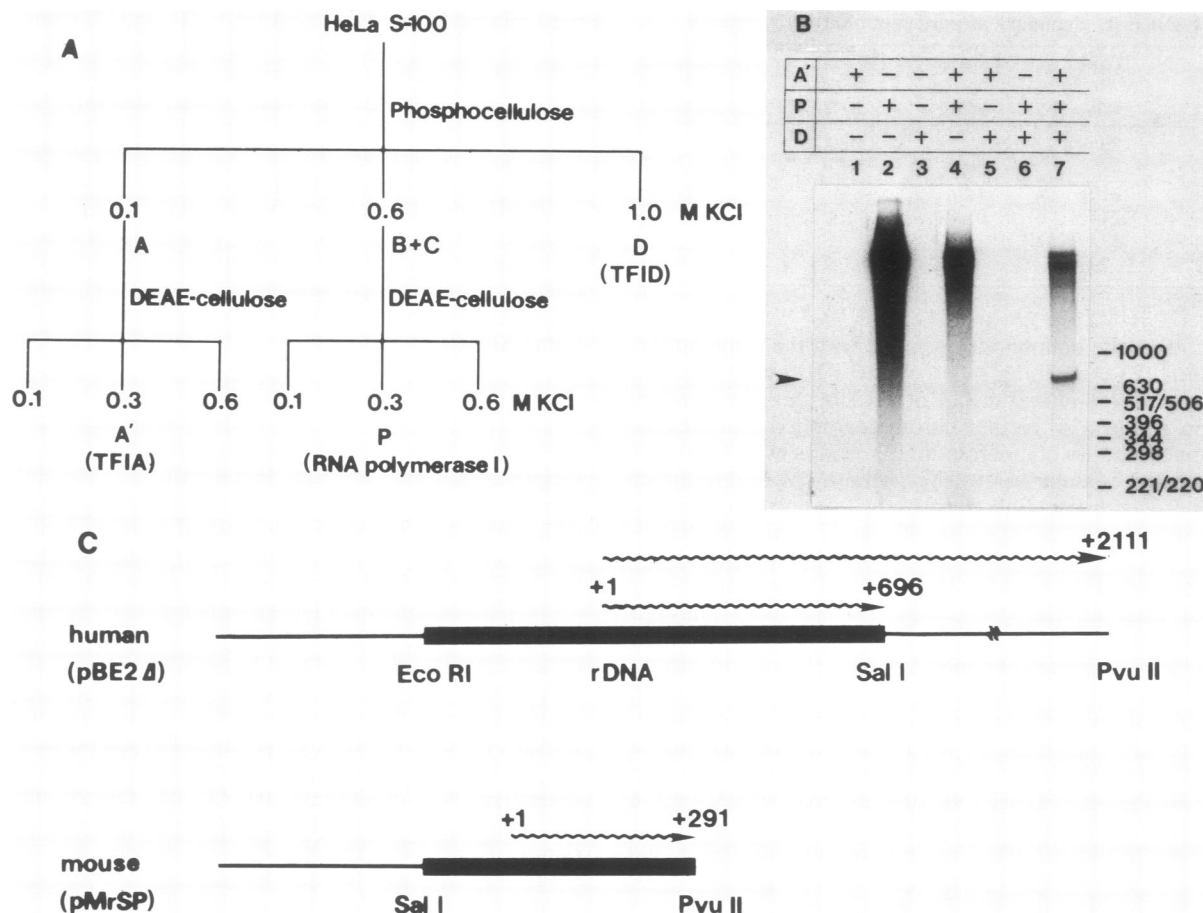 A
HeLa S-100
Phosphocellulose
0.1 0.6 1.0 M KCl
A B+C D
(TFID)
DEAE-cellulose DEAE-cellulose
0.1 0.3 0.6 0.1 0.3 0.6 M KCl
A′ P
(TFIA) (RNA polymerase I)
B
A′ + − − + + − +
P − + − + − + +
D − − + − + + +
1 2 3 4 5 6 7
− 1000
− 630
− 517/506
− 396
− 344
− 298
− 221/220
C
+2111
+1 +696
human
(pBE2 Δ)
Eco RI rDNA Sal I Pvu II
+1 +291
mouse
(pMrSP)
Sal I Pvu II